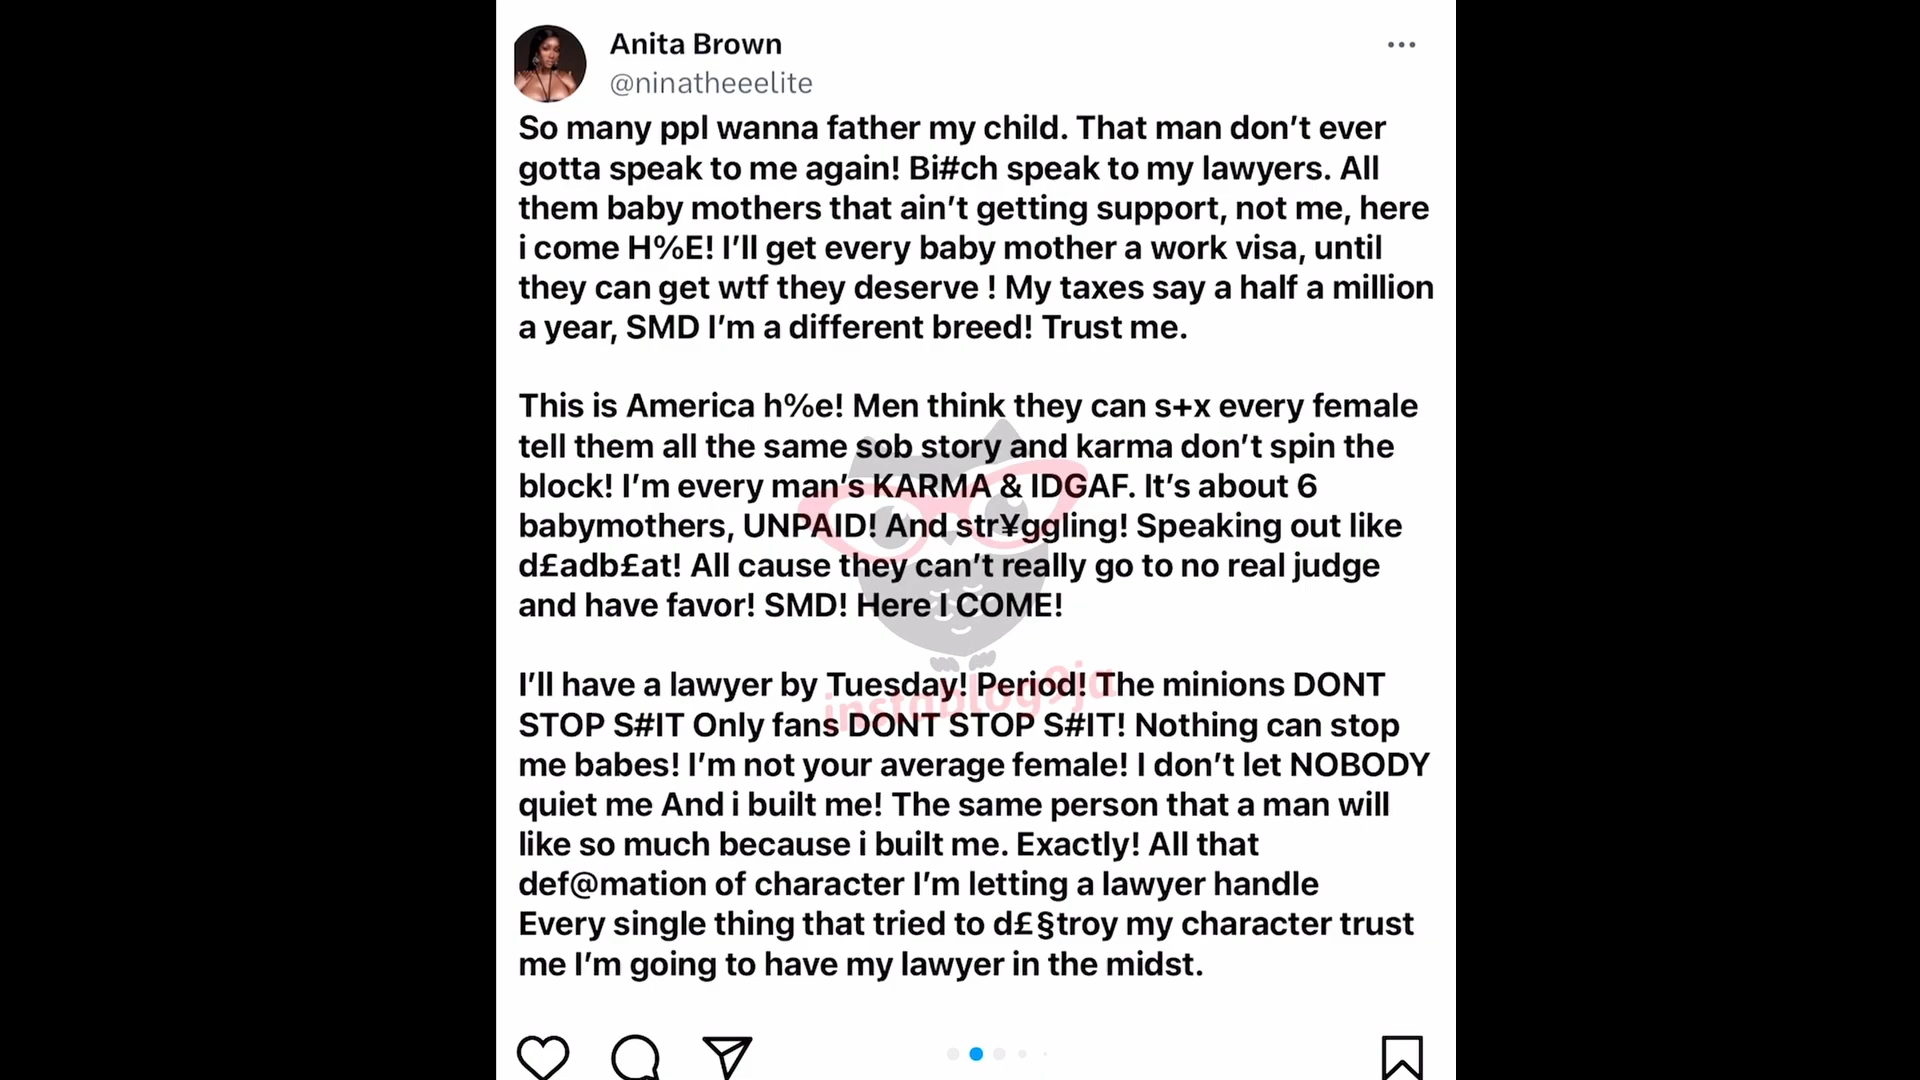 Anita Brown
@ninatheeelite
So many ppl wanna father my child. That man don’t ever
gotta speak to me again! Bi#ch speak to my lawyers. All
them baby mothers that ain’t getting support, not me, here
i come H%E! I’ll get every baby mother a work visa, until
they can get wtf they deserve ! My taxes say a half a million
a year, SMD I’m a different breed! Trust me.
This is America h%e! Men think they can s+x every female
tell them all the same sob story and karma don’t spin the
block! I’m every man’s KARMA & IDGAF. It’s about 6
babymothers, UNPAID! And str¥ggling! Speaking out like
d£adb£at! All cause they can’t really go to no real judge
and have favor! SMD! Here I COME!
I’ll have a lawyer by Tuesday! Period! The minions DONT
STOP S#IT Only fans DONT STOP S#IT! Nothing can stop
me babes! I’m not your average female! I don’t let NOBODY
quiet me And i built me! The same person that a man will
like so much because i built me. Exactly! All that
def@mation of character I’m letting a lawyer handle
Every single thing that tried to d£§troy my character trust
me I’m going to have my lawyer in the midst.
instablog9ja